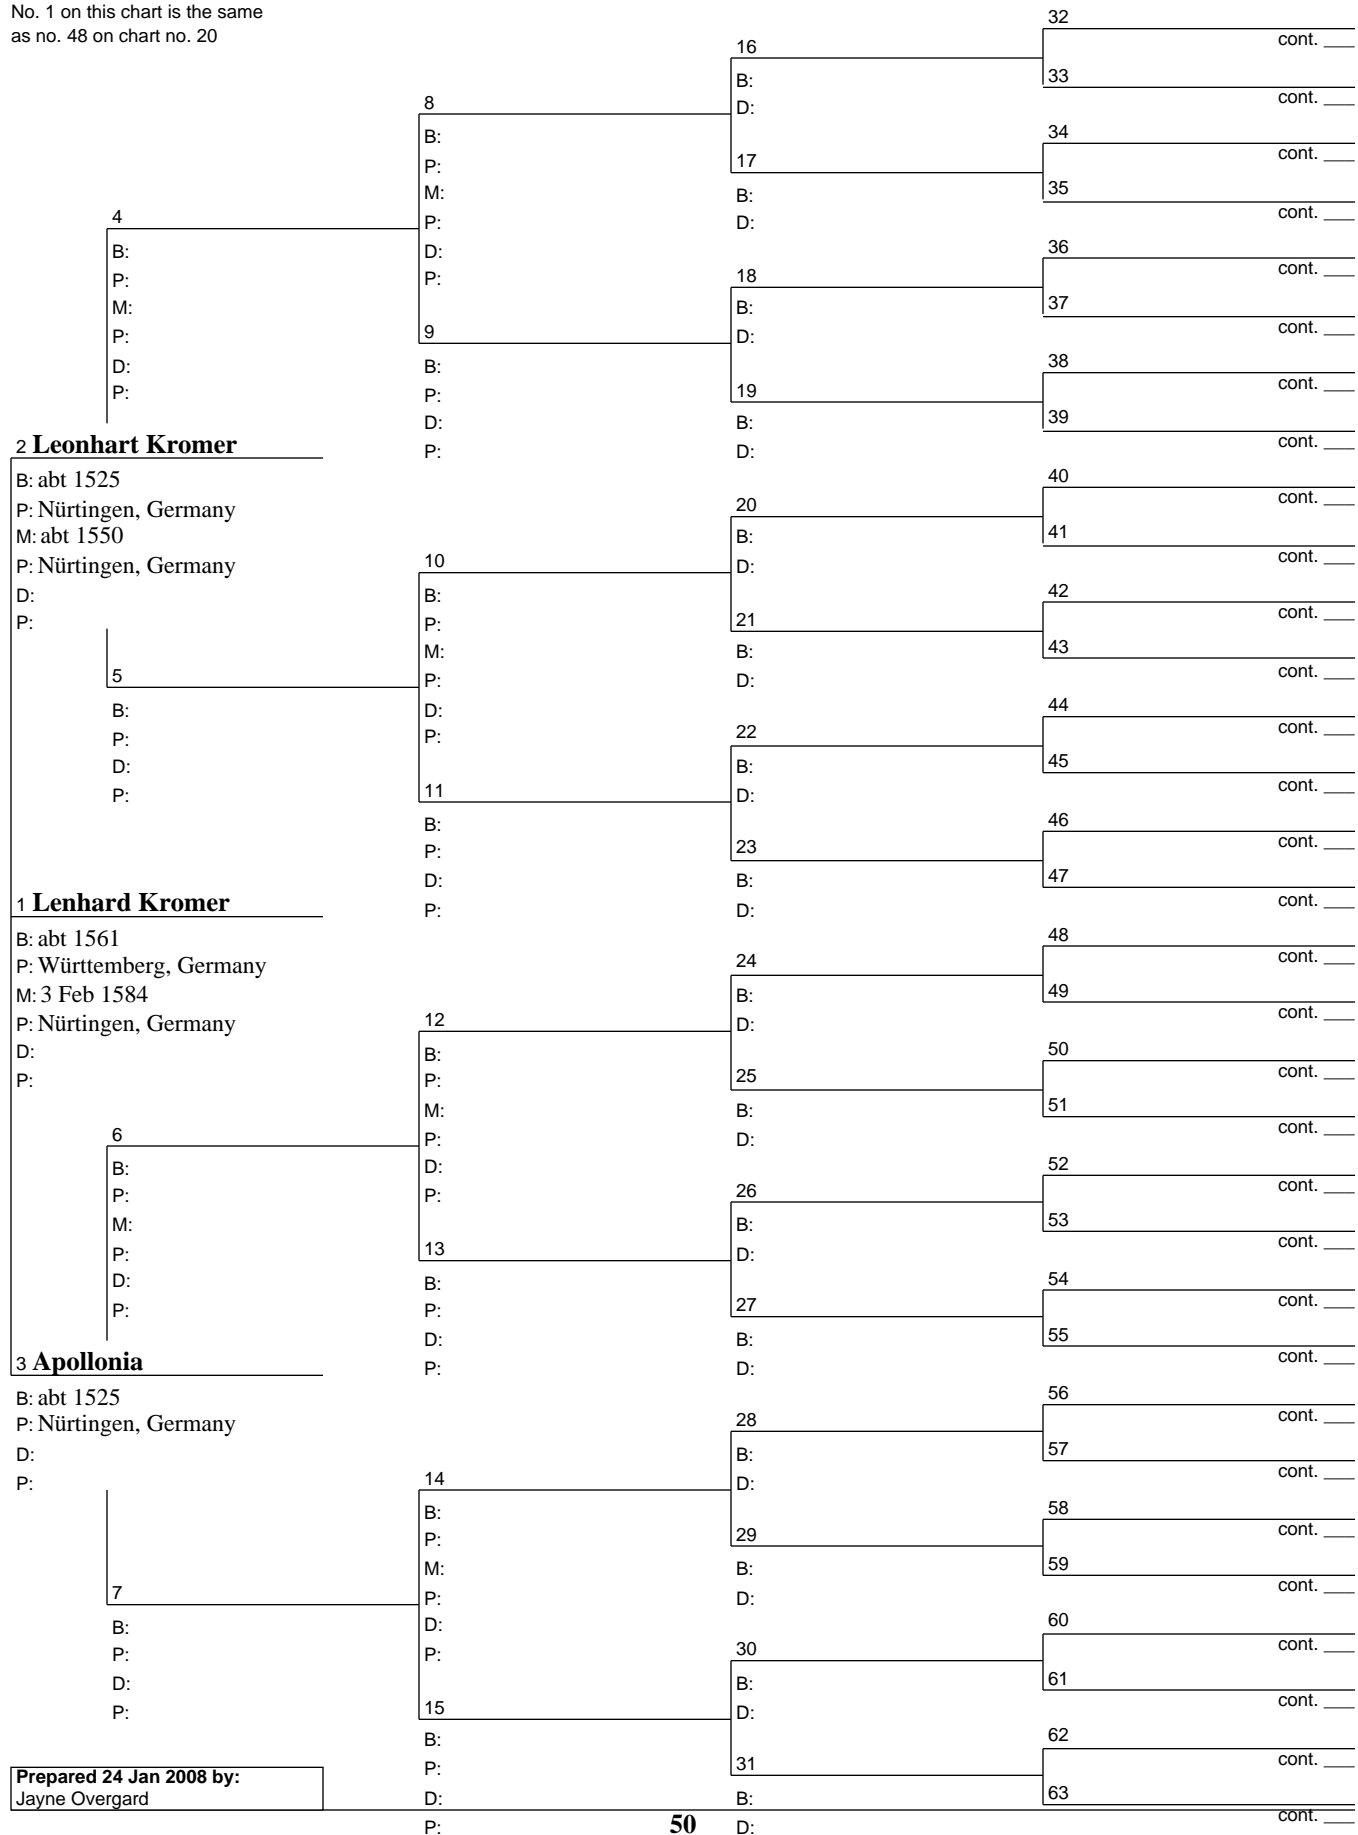 No. 1 on this chart is the same
as no. 48 on chart no. 20
4
B:
P:
M:
P:
D:
P:
2 Leonhart Kromer
B: abt 1525
P: Nürtingen, Germany
M: abt 1550
P: Nürtingen, Germany
D:
P:
5
B:
P:
D:
P:
1 Lenhard Kromer
B: abt 1561
P: Württemberg, Germany
M: 3 Feb 1584
P: Nürtingen, Germany
D:
P:
6
B:
P:
M:
P:
D:
P:
3 Apollonia
B: abt 1525
P: Nürtingen, Germany
D:
P:
7
B:
P:
D:
P:
Prepared 24 Jan 2008 by:
Jayne Overgard
8
B:
P:
M:
P:
D:
P:
9
B:
P:
D:
P:
10
B:
P:
M:
P:
D:
P:
11
B:
P:
D:
P:
12
B:
P:
M:
P:
D:
P:
13
B:
P:
D:
P:
14
B:
P:
M:
P:
D:
P:
15
B:
P:
D:
P:
16
B:
D:
17
B:
D:
18
B:
D:
19
B:
D:
20
B:
D:
21
B:
D:
22
B:
D:
23
B:
D:
24
B:
D:
25
B:
D:
26
B:
D:
27
B:
D:
28
B:
D:
29
B:
D:
30
B:
D:
31
B:
D:
32
cont. ___
33
cont. ___
34
cont. ___
35
cont. ___
36
cont. ___
37
cont. ___
38
cont. ___
39
cont. ___
40
cont. ___
41
cont. ___
42
cont. ___
43
cont. ___
44
cont. ___
45
cont. ___
46
cont. ___
47
cont. ___
48
cont. ___
49
cont. ___
50
cont. ___
51
cont. ___
52
cont. ___
53
cont. ___
54
cont. ___
55
cont. ___
56
cont. ___
57
cont. ___
58
cont. ___
59
cont. ___
60
cont. ___
61
cont. ___
62
cont. ___
63
cont. ___
50